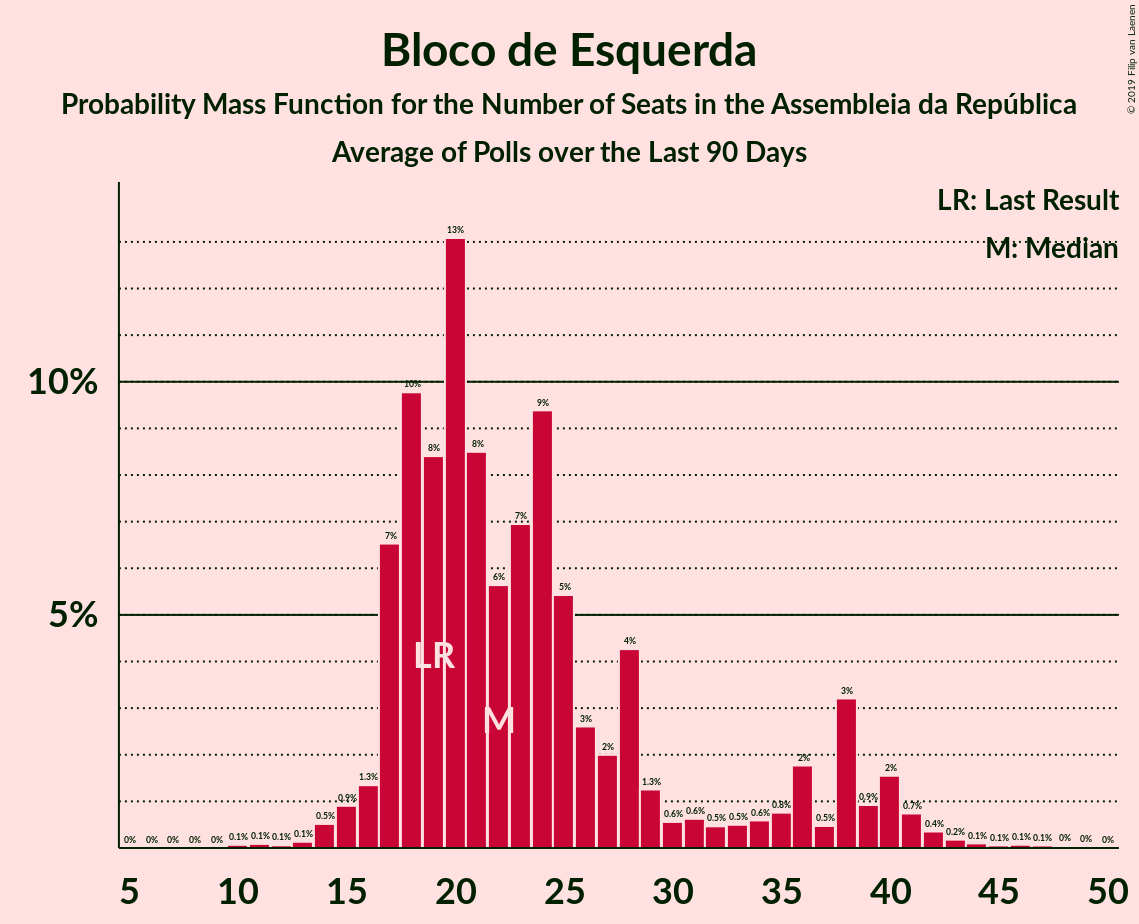 Bloco de Esquerda
Probability Mass Function for the Number of Seats in the Assembleia da República
Average of Polls over the Last 90 Days
© 2019 Filip van Laenen
LR: Last Result
M: Median
10%
5%
0% 0% 0% 0% 0% 0.1% 0.1% 0.1% 0.1% 0.5% 0.9% 1.3% 7% 10% 8% 13% 8% 6% 7% 9% 5% 3% 2% 4% 1.3% 0.6% 0.6% 0.5% 0.5% 0.6% 0.8% 2% 0.5% 3% 0.9% 2% 0.7% 0.4% 0.2% 0.1% 0.1% 0.1% 0.1% 0% 0% 0%
LR
M
5 10 15 20 25 30 35 40 45 50